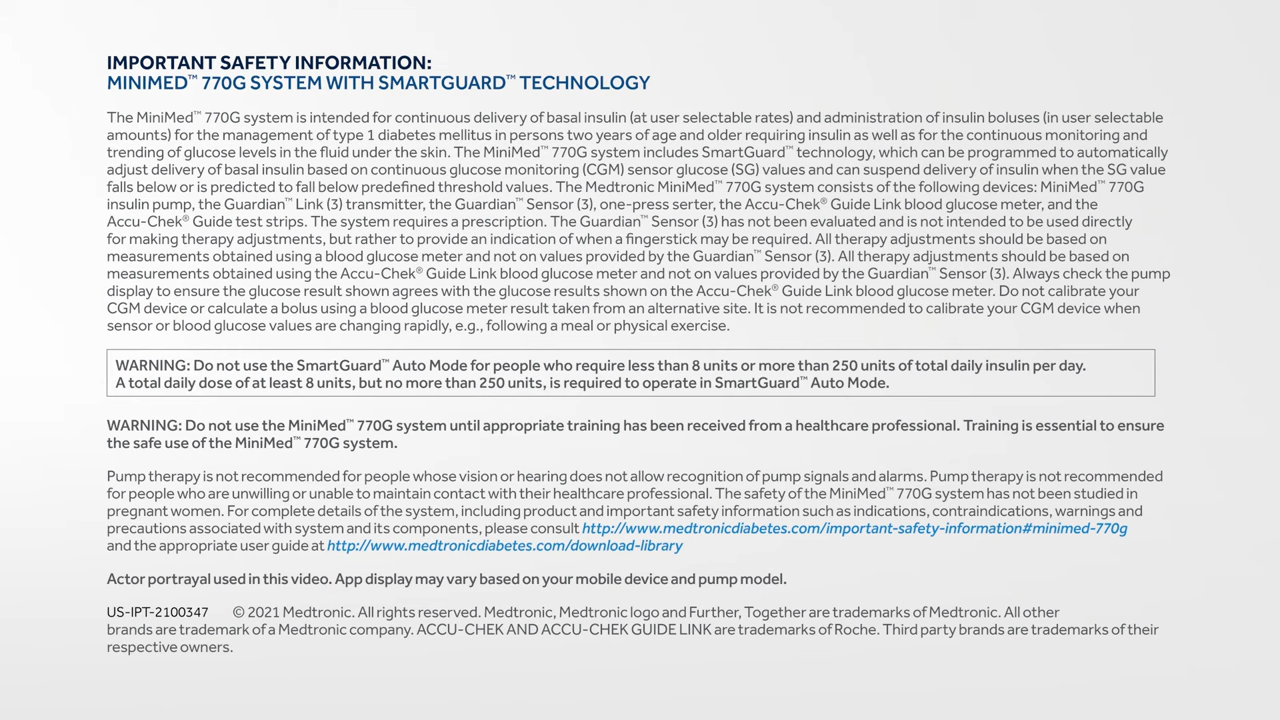 IMPORTANT SAFETY INFORMATION:
MINIMED™ 770G SYSTEM WITH SMARTGUARD™ TECHNOLOGY
The MiniMed™ 770G system is intended for continuous delivery of basal insulin (at user selectable rates) and administration of insulin boluses (in user selectable
amounts) for the management of type 1 diabetes mellitus in persons two years of age and older requiring insulin as well as for the continuous monitoring and
trending of glucose levels in the fluid under the skin. The MiniMed™ 770G system includes SmartGuard™ technology, which can be programmed to automatically
adjust delivery of basal insulin based on continuous glucose monitoring (CGM) sensor glucose (SG) values and can suspend delivery of insulin when the SG value
falls below or is predicted to fall below predefined threshold values. The Medtronic MiniMed™ 770G system consists of the following devices: MiniMed™ 770G
insulin pump, the Guardian™ Link (3) transmitter, the Guardian™ Sensor (3), one-press serter, the Accu-Chek® Guide Link blood glucose meter, and the
Accu-Chek® Guide test strips. The system requires a prescription. The Guardian™ Sensor (3) has not been evaluated and is not intended to be used directly
for making therapy adjustments, but rather to provide an indication of when a fingerstick may be required. All therapy adjustments should be based on
measurements obtained using a blood glucose meter and not on values provided by the Guardian™ Sensor (3). All therapy adjustments should be based on
measurements obtained using the Accu-Chek® Guide Link blood glucose meter and not on values provided by the Guardian™ Sensor (3). Always check the pump
display to ensure the glucose result shown agrees with the glucose results shown on the Accu-Chek® Guide Link blood glucose meter. Do not calibrate your
CGM device or calculate a bolus using a blood glucose meter result taken from an alternative site. It is not recommended to calibrate your CGM device when
sensor or blood glucose values are changing rapidly, e.g., following a meal or physical exercise.
WARNING: Do not use the SmartGuard™ Auto Mode for people who require less than 8 units or more than 250 units of total daily insulin per day.
A total daily dose of at least 8 units, but no more than 250 units, is required to operate in SmartGuard™ Auto Mode.
WARNING: Do not use the MiniMed™ 770G system until appropriate training has been received from a healthcare professional. Training is essential to ensure
the safe use of the MiniMed™ 770G system.
Pump therapy is not recommended for people whose vision or hearing does not allow recognition of pump signals and alarms. Pump therapy is not recommended
for people who are unwilling or unable to maintain contact with their healthcare professional. The safety of the MiniMed™ 770G system has not been studied in
pregnant women. For complete details of the system, including product and important safety information such as indications, contraindications, warnings and
precautions associated with system and its components, please consult http://www.medtronicdiabetes.com/important-safety-information#minimed-770g
and the appropriate user guide at http://www.medtronicdiabetes.com/download-library
Actor portrayal used in this video. App display may vary based on your mobile device and pump model.
US-IPT-2100347 © 2021 Medtronic. All rights reserved. Medtronic, Medtronic logo and Further, Together are trademarks of Medtronic. All other
brands are trademark of a Medtronic company. ACCU-CHEK AND ACCU-CHEK GUIDE LINK are trademarks of Roche. Third party brands are trademarks of their
respective owners.